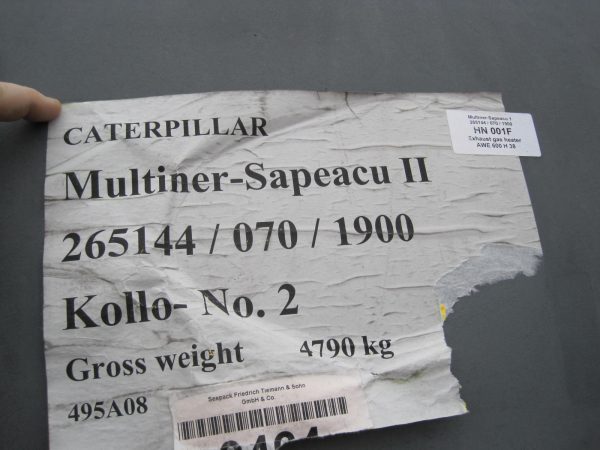 CATERPILLAR
Multiner-Sapeacu 1
265144 / 070 / 1900
HN 001F
Exhaust gas heater
AWE 600 H 38
Multiner-Sapeacu II
265144 / 070 / 1900
Kollo- No. 2
Gross weight 4790 kg
495A08
Seapack Friedrich Tiemann & Sohn
GmbH & Co.